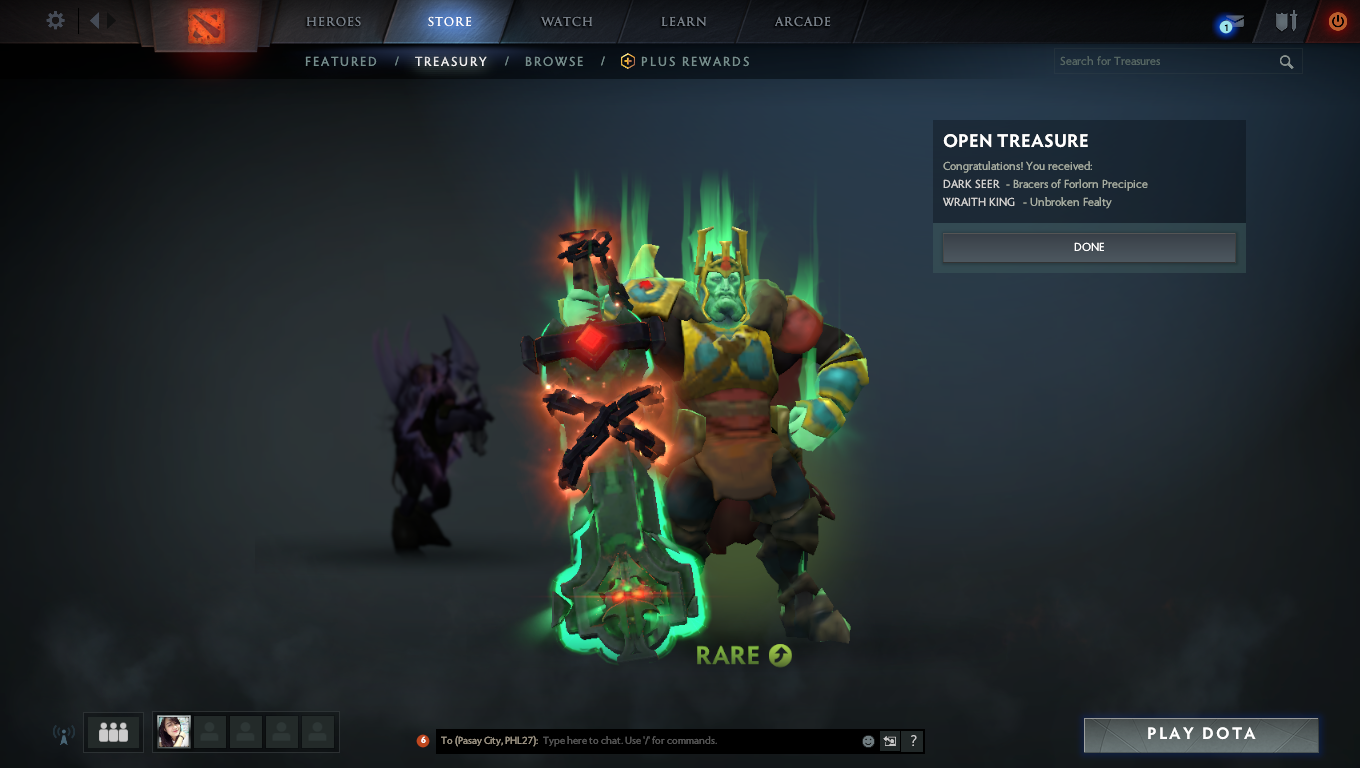 HEROES
STORE
WATCH
LEARN
ARCADE
1
FEATURED / TREASURY / BROWSE / PLUS REWARDS
Search for Treasures
OPEN TREASURE
Congratulations! You received:
DARK SEER - Bracers of Forlorn Precipice
WRAITH KING - Unbroken Fealty
DONE
RARE
6
To (Pasay City, PHL27): Type here to chat. Use '/' for commands.
?
PLAY DOTA